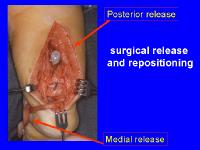 Posterior release
surgical release
and repositioning
Medial release